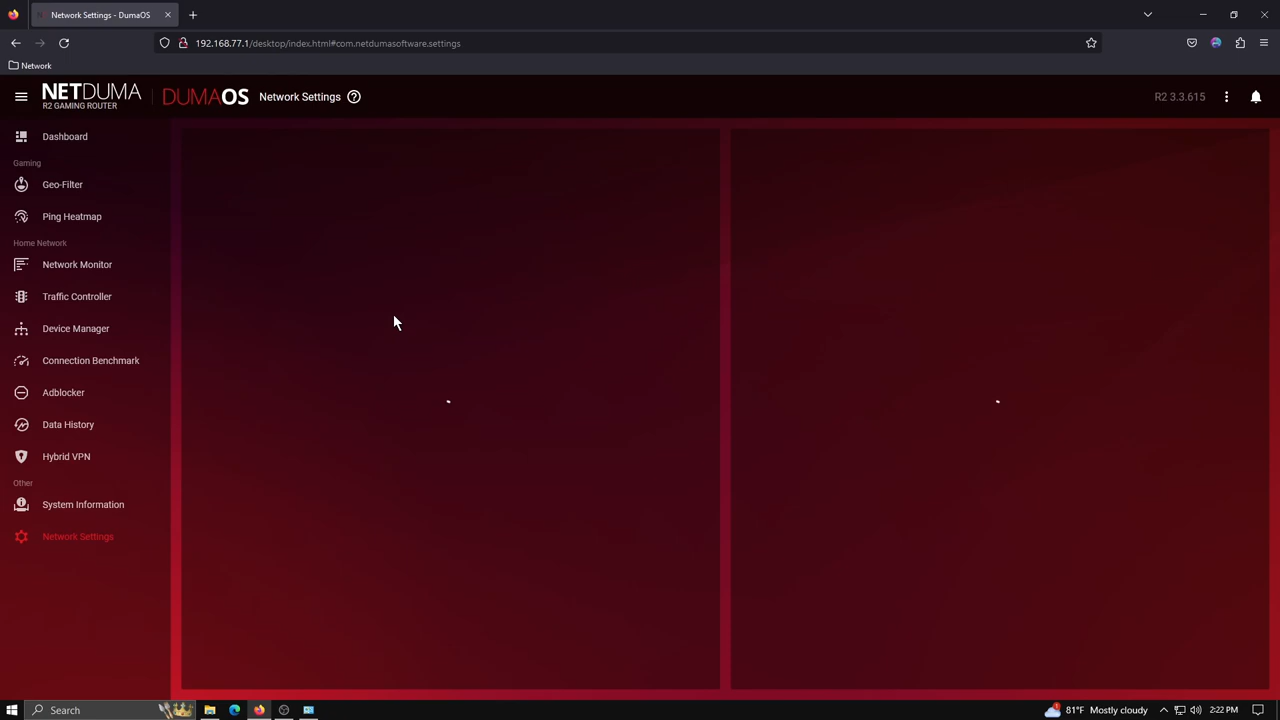 Network Settings - DumaOS
192.168.77.1/desktop/index.html#com.netdumasoftware.settings
Network
NETDUMA
R2 GAMING ROUTER
DUMAOS
Network Settings
R2 3.3.615
Dashboard
Gaming
Geo-Filter
Ping Heatmap
Home Network
Network Monitor
Traffic Controller
Device Manager
Connection Benchmark
Adblocker
Data History
Hybrid VPN
Other
System Information
Network Settings
Search
81°F Mostly cloudy
2:22 PM